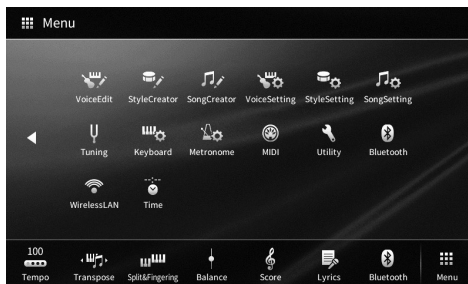 Menu
VoiceEdit StyleCreator SongCreator VoiceSetting StyleSetting SongSetting
Tuning Keyboard Metronome MIDI Utility Bluetooth
--:--
WirelessLAN Time
100
Tempo Transpose Split&Fingering Balance Score Lyrics Bluetooth Menu